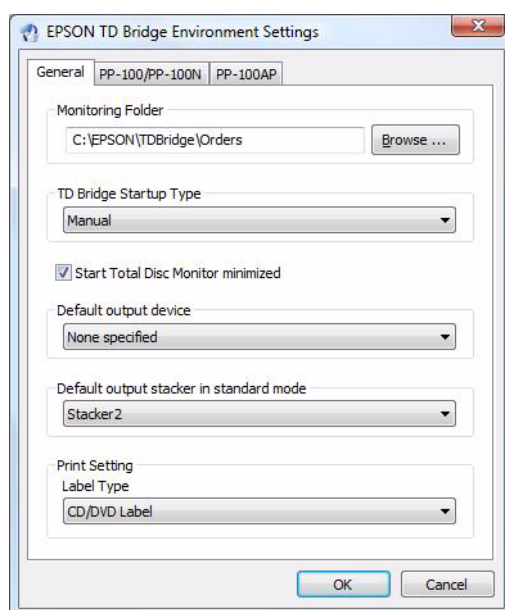 EPSON TD Bridge Environment Settings
General PP-100/PP-100N PP-100AP
Monitoring Folder
C:\EPSON\TDBridge\Orders Browse ...
TD Bridge Startup Type
Manual
Start Total Disc Monitor minimized
Default output device
None specified
Default output stacker in standard mode
Stacker2
Print Setting
Label Type
CD/DVD Label
OK Cancel